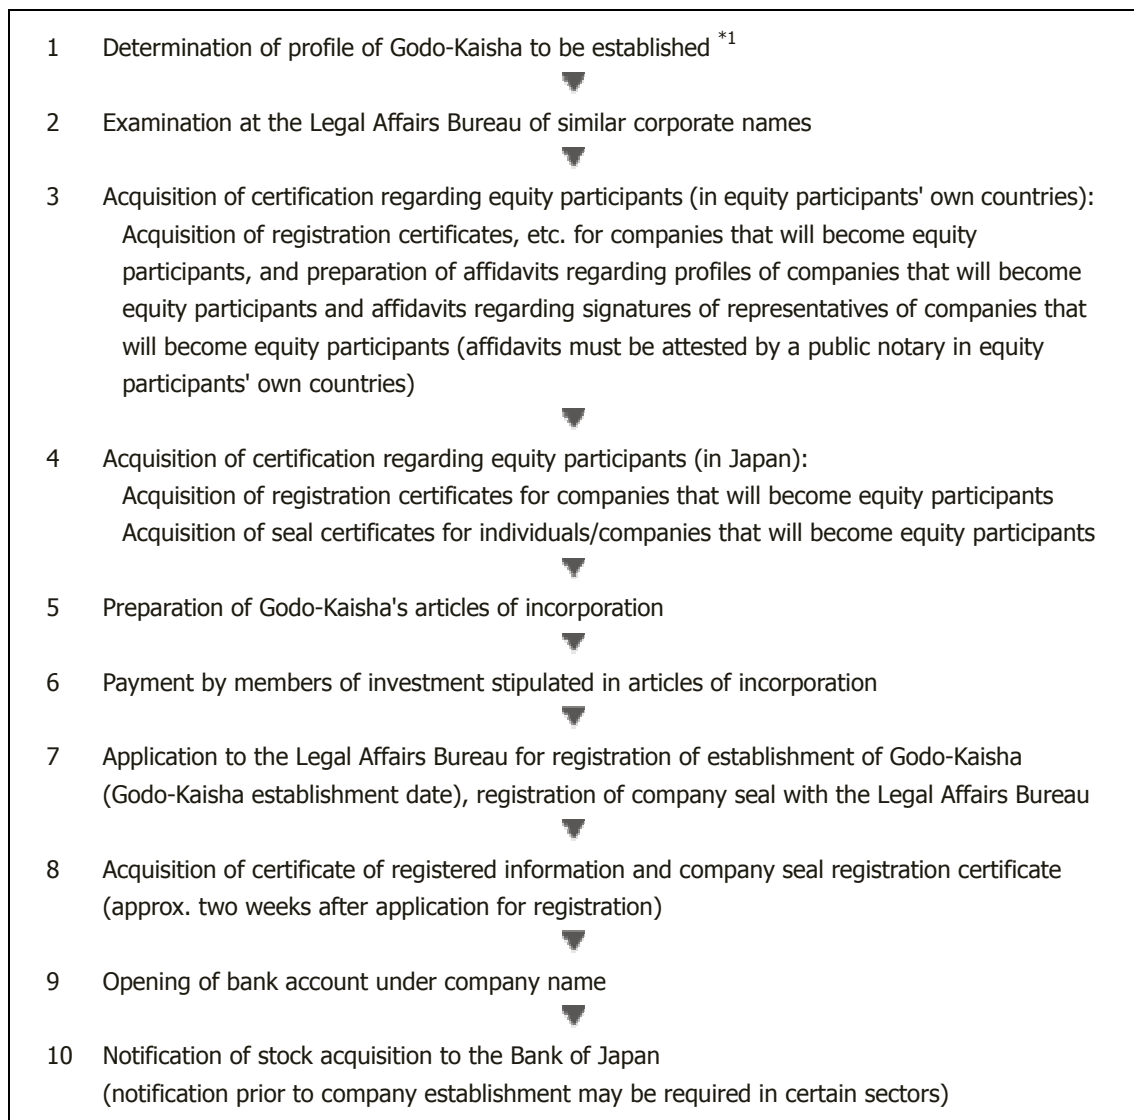 1 Determination of profile of Godo-Kaisha to be established *1
2 Examination at the Legal Affairs Bureau of similar corporate names
3 Acquisition of certification regarding equity participants (in equity participants' own countries):
Acquisition of registration certificates, etc. for companies that will become equity
participants, and preparation of affidavits regarding profiles of companies that will become
equity participants and affidavits regarding signatures of representatives of companies that
will become equity participants (affidavits must be attested by a public notary in equity
participants' own countries)
4 Acquisition of certification regarding equity participants (in Japan):
Acquisition of registration certificates for companies that will become equity participants
Acquisition of seal certificates for individuals/companies that will become equity participants
5 Preparation of Godo-Kaisha's articles of incorporation
6 Payment by members of investment stipulated in articles of incorporation
7 Application to the Legal Affairs Bureau for registration of establishment of Godo-Kaisha
(Godo-Kaisha establishment date), registration of company seal with the Legal Affairs Bureau
8 Acquisition of certificate of registered information and company seal registration certificate
(approx. two weeks after application for registration)
9 Opening of bank account under company name
10 Notification of stock acquisition to the Bank of Japan
(notification prior to company establishment may be required in certain sectors)